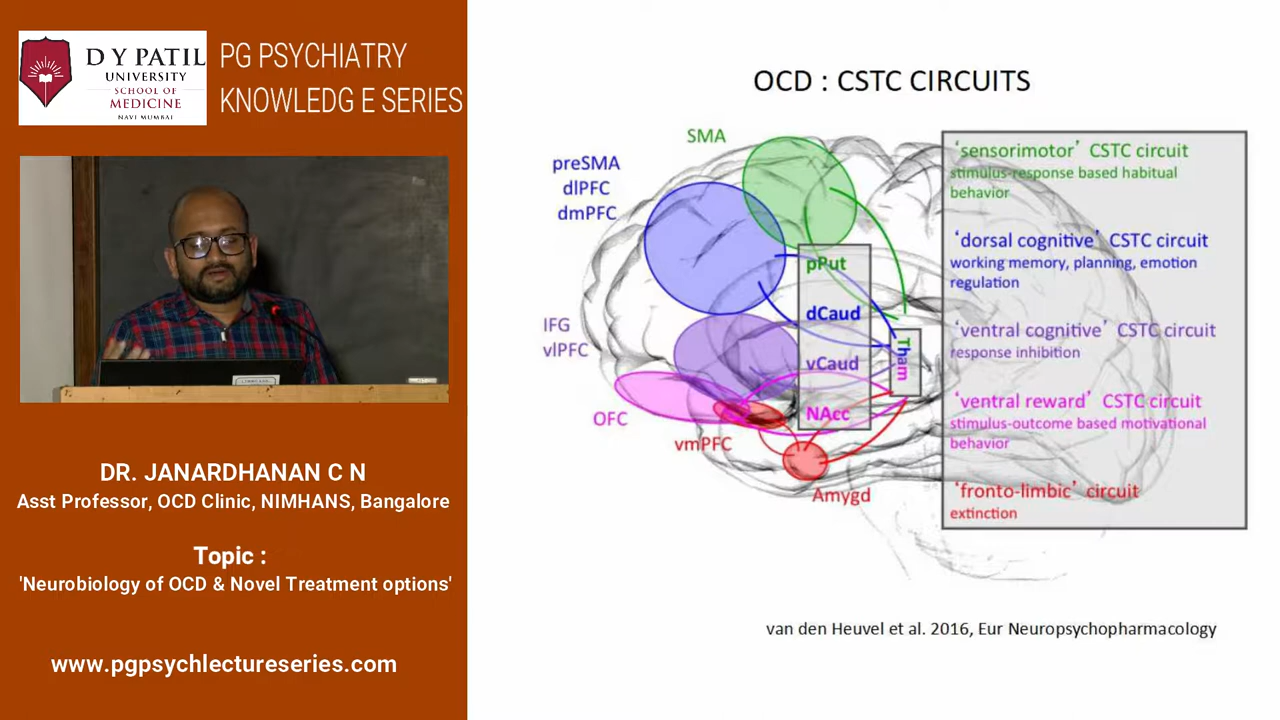 D Y PATIL
UNIVERSITY
SCHOOL OF
MEDICINE
NAVI MUMBAI
PG PSYCHIATRY
KNOWLEDG E SERIES
DR. JANARDHANAN C N
Asst Professor, OCD Clinic, NIMHANS, Bangalore
Topic :
'Neurobiology of OCD & Novel Treatment options'
www.pgpsychlectureseries.com
OCD : CSTC CIRCUITS
SMA
preSMA
dlPFC
dmPFC
IFG
vlPFC
OFC
vmPFC
Amygd
pPut
dCaud
vCaud
NAcc
Tham
‘sensorimotor’ CSTC circuit
stimulus-response based habitual
behavior
‘dorsal cognitive’ CSTC circuit
working memory, planning, emotion
regulation
‘ventral cognitive’ CSTC circuit
response inhibition
‘ventral reward’ CSTC circuit
stimulus-outcome based motivational
behavior
‘fronto-limbic’ circuit
extinction
van den Heuvel et al. 2016, Eur Neuropsychopharmacology